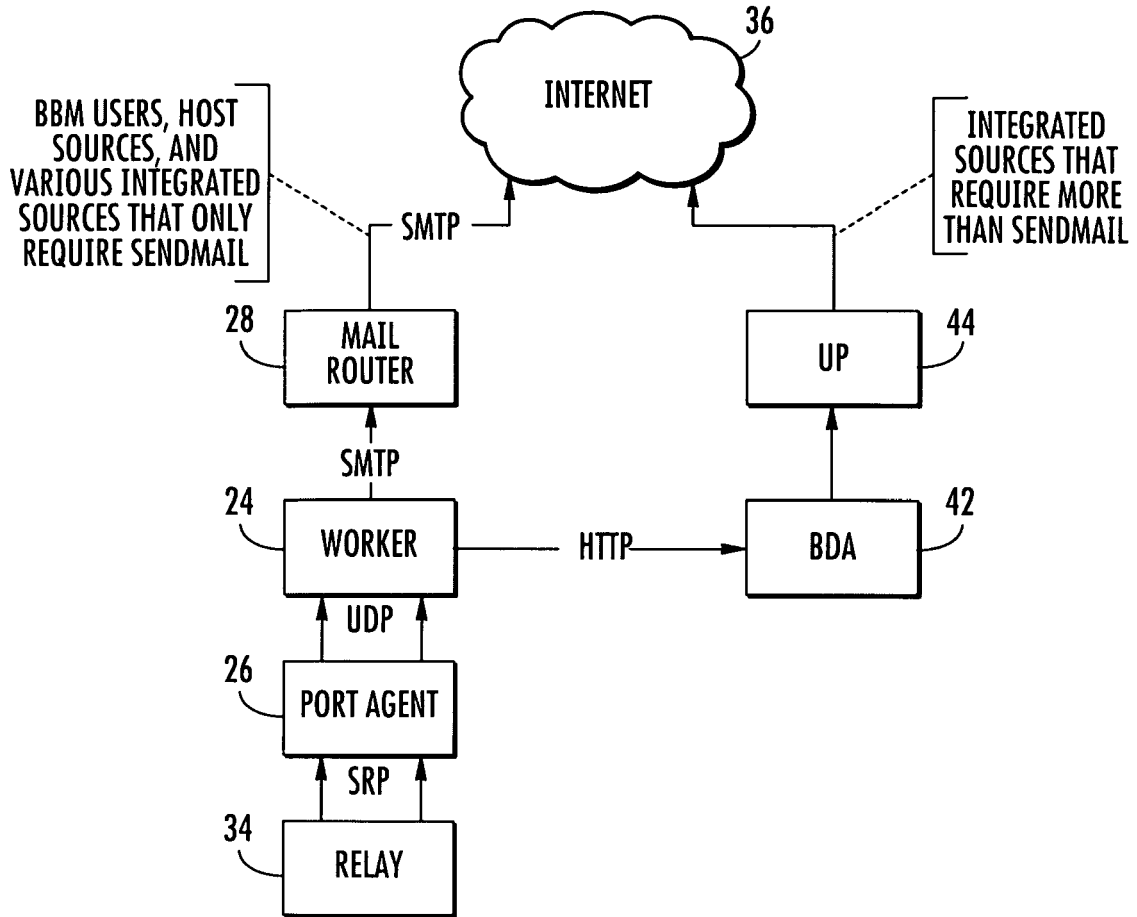 36
INTERNET
BBM USERS, HOST
SOURCES, AND
VARIOUS INTEGRATED
SOURCES THAT ONLY
REQUIRE SENDMAIL
INTEGRATED
SOURCES THAT
REQUIRE MORE
THAN SENDMAIL
SMTP
28
MAIL
ROUTER
44
UP
SMTP
24
WORKER
HTTP
42
BDA
UDP
26
PORT AGENT
SRP
34
RELAY